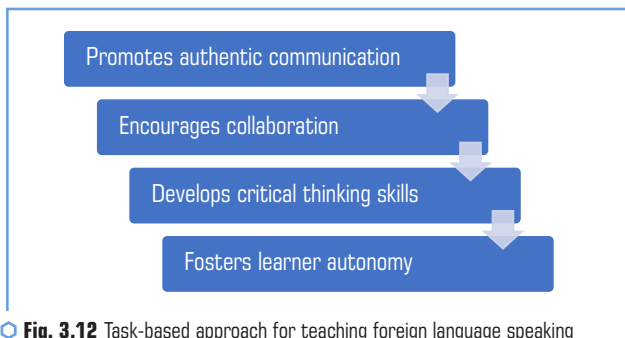 Promotes authentic communication
Encourages collaboration
Develops critical thinking skills
Fosters learner autonomy
Fig. 3.12 Task-based approach for teaching foreign language speaking